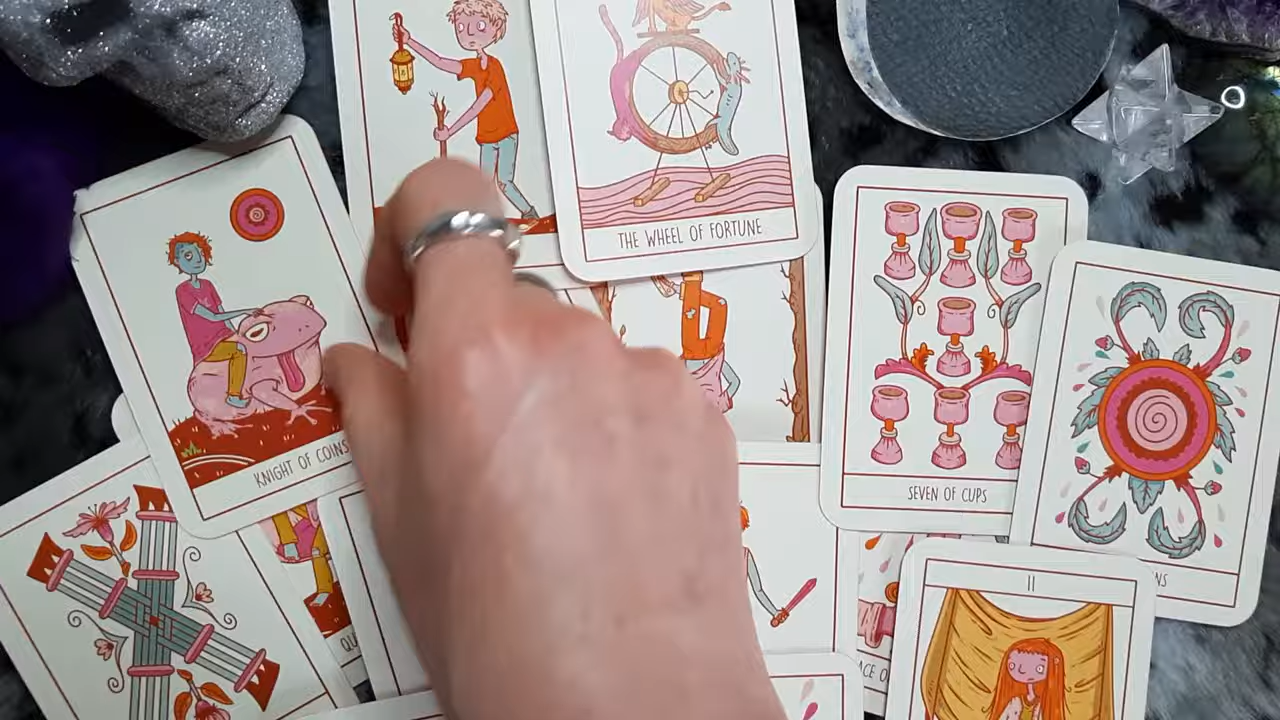 THE WHEEL OF FORTUNE
KNIGHT OF COINS
SEVEN OF CUPS
II